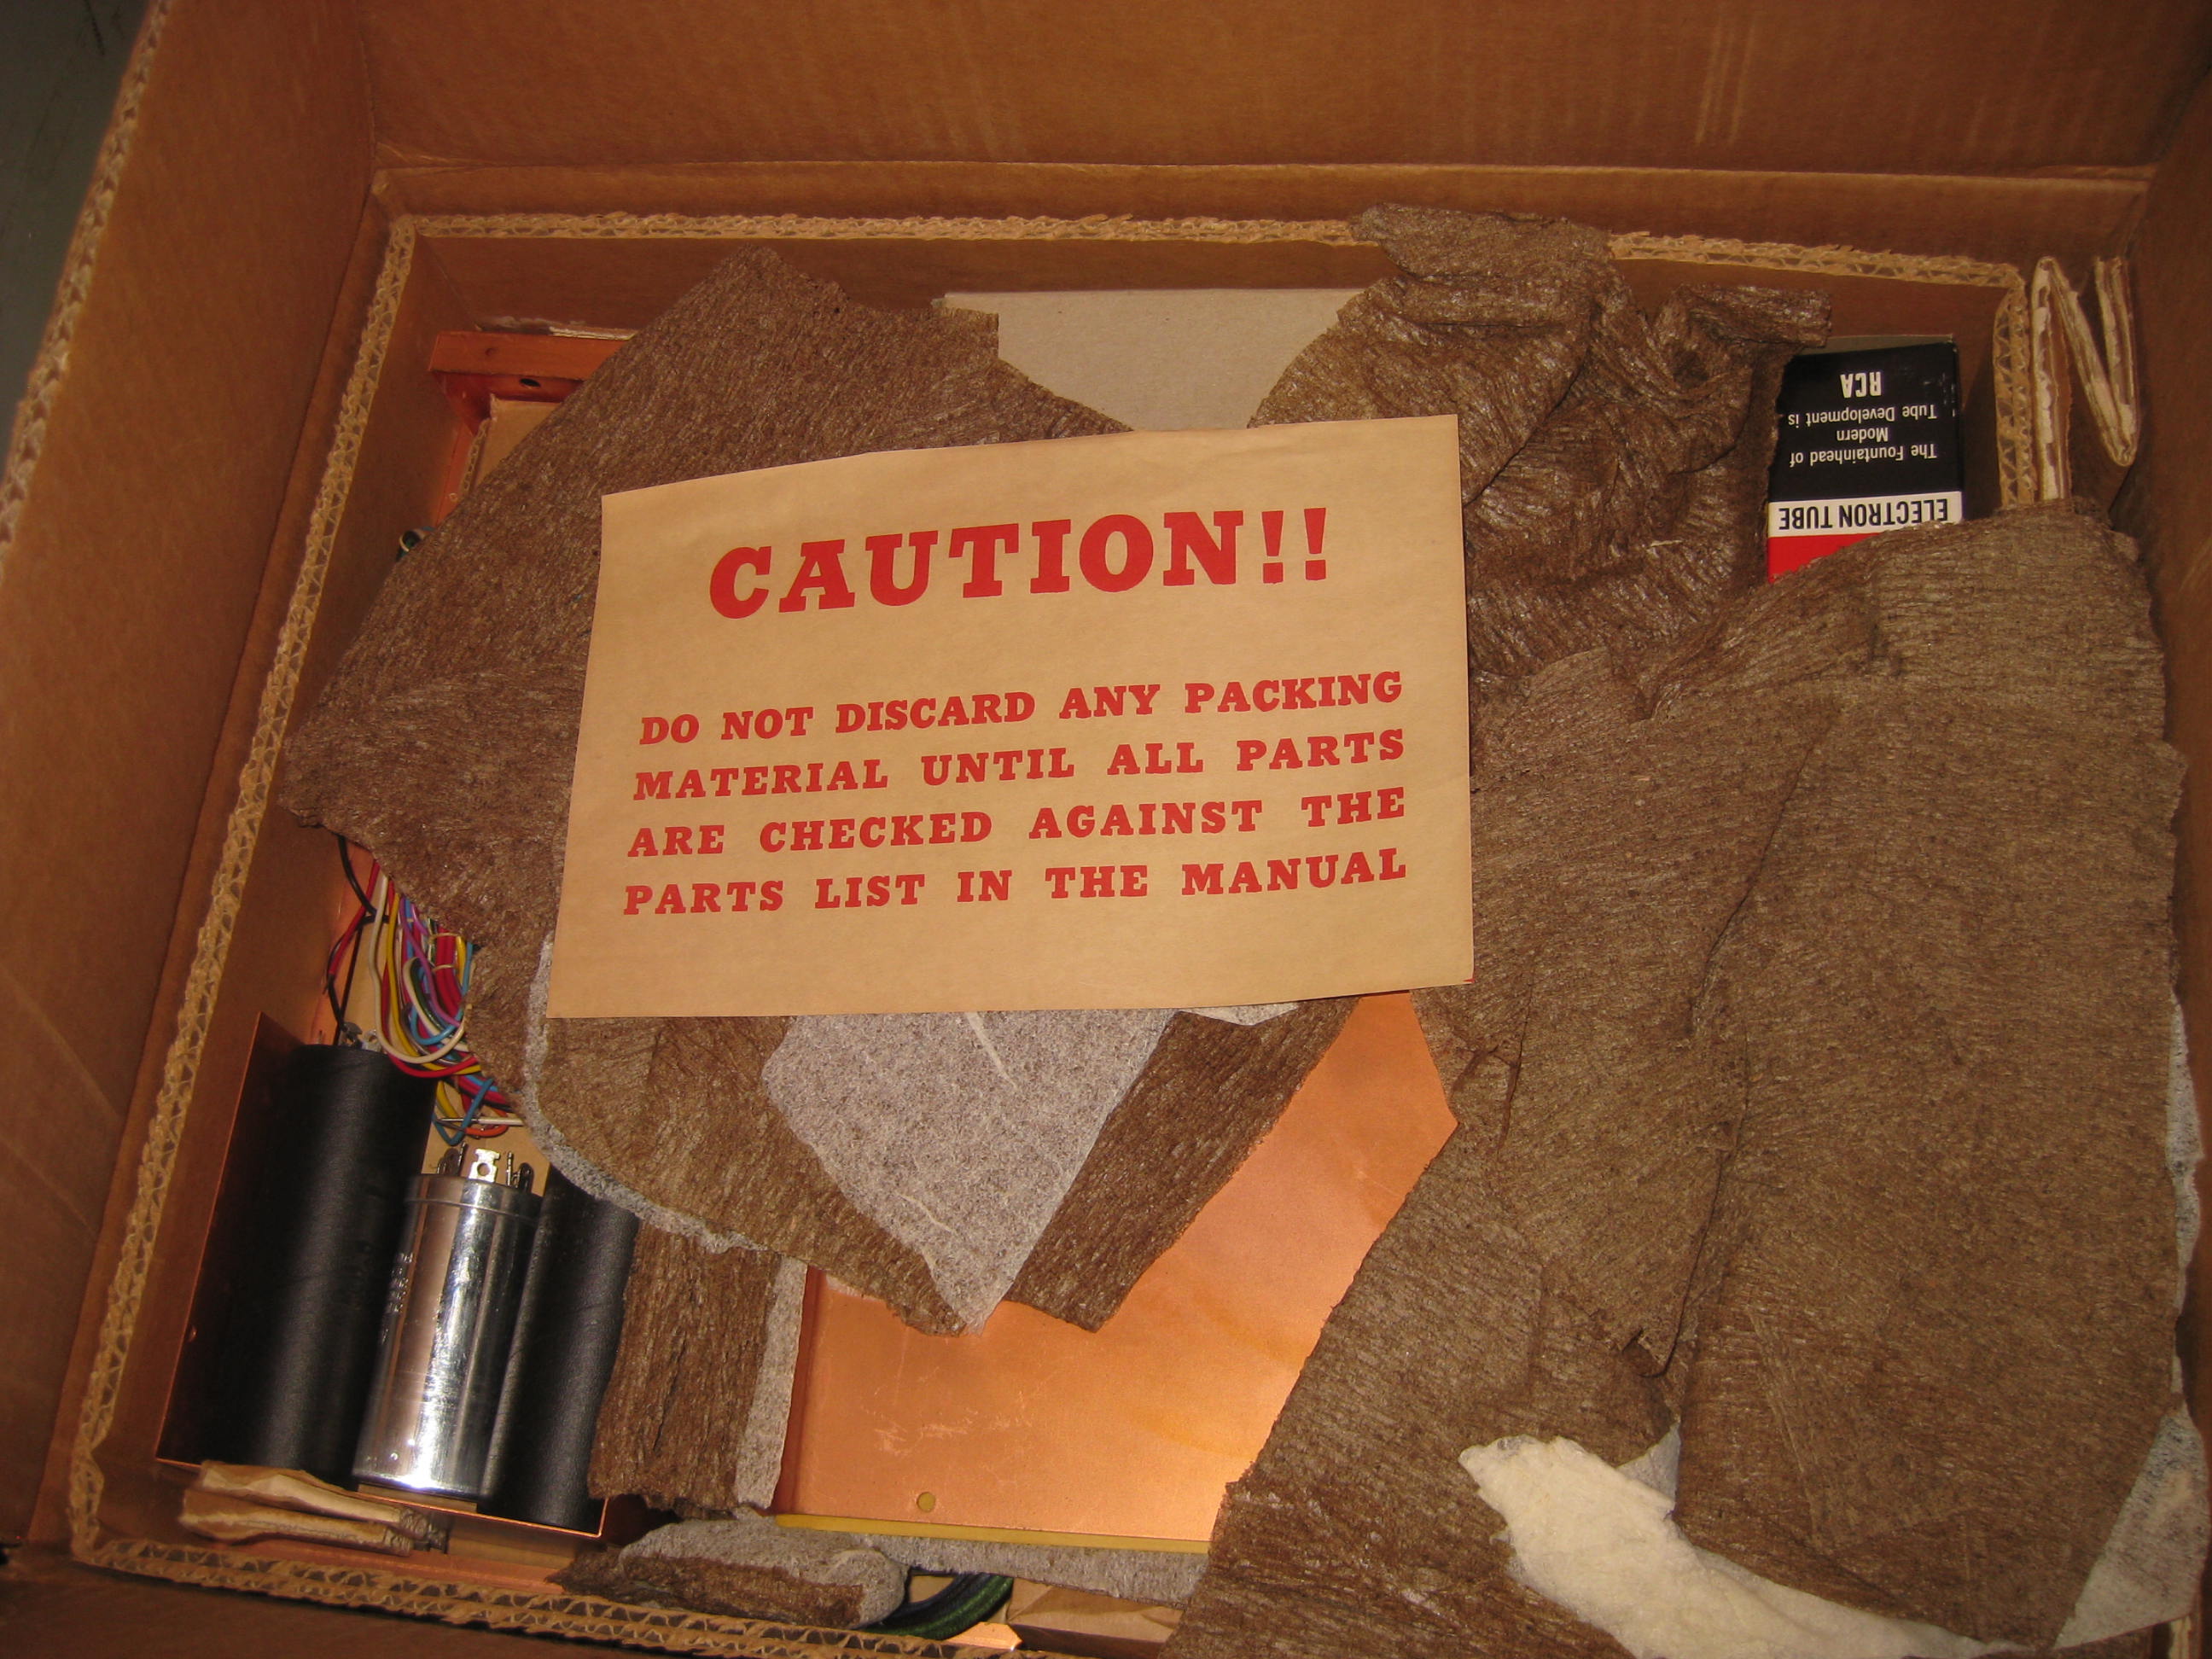 CAUTION!!
DO NOT DISCARD ANY PACKING
MATERIAL UNTIL ALL PARTS
ARE CHECKED AGAINST THE
PARTS LIST IN THE MANUAL
ELECTRON TUBE
The Fountainhead of
Modern
Tube Development is
RCA